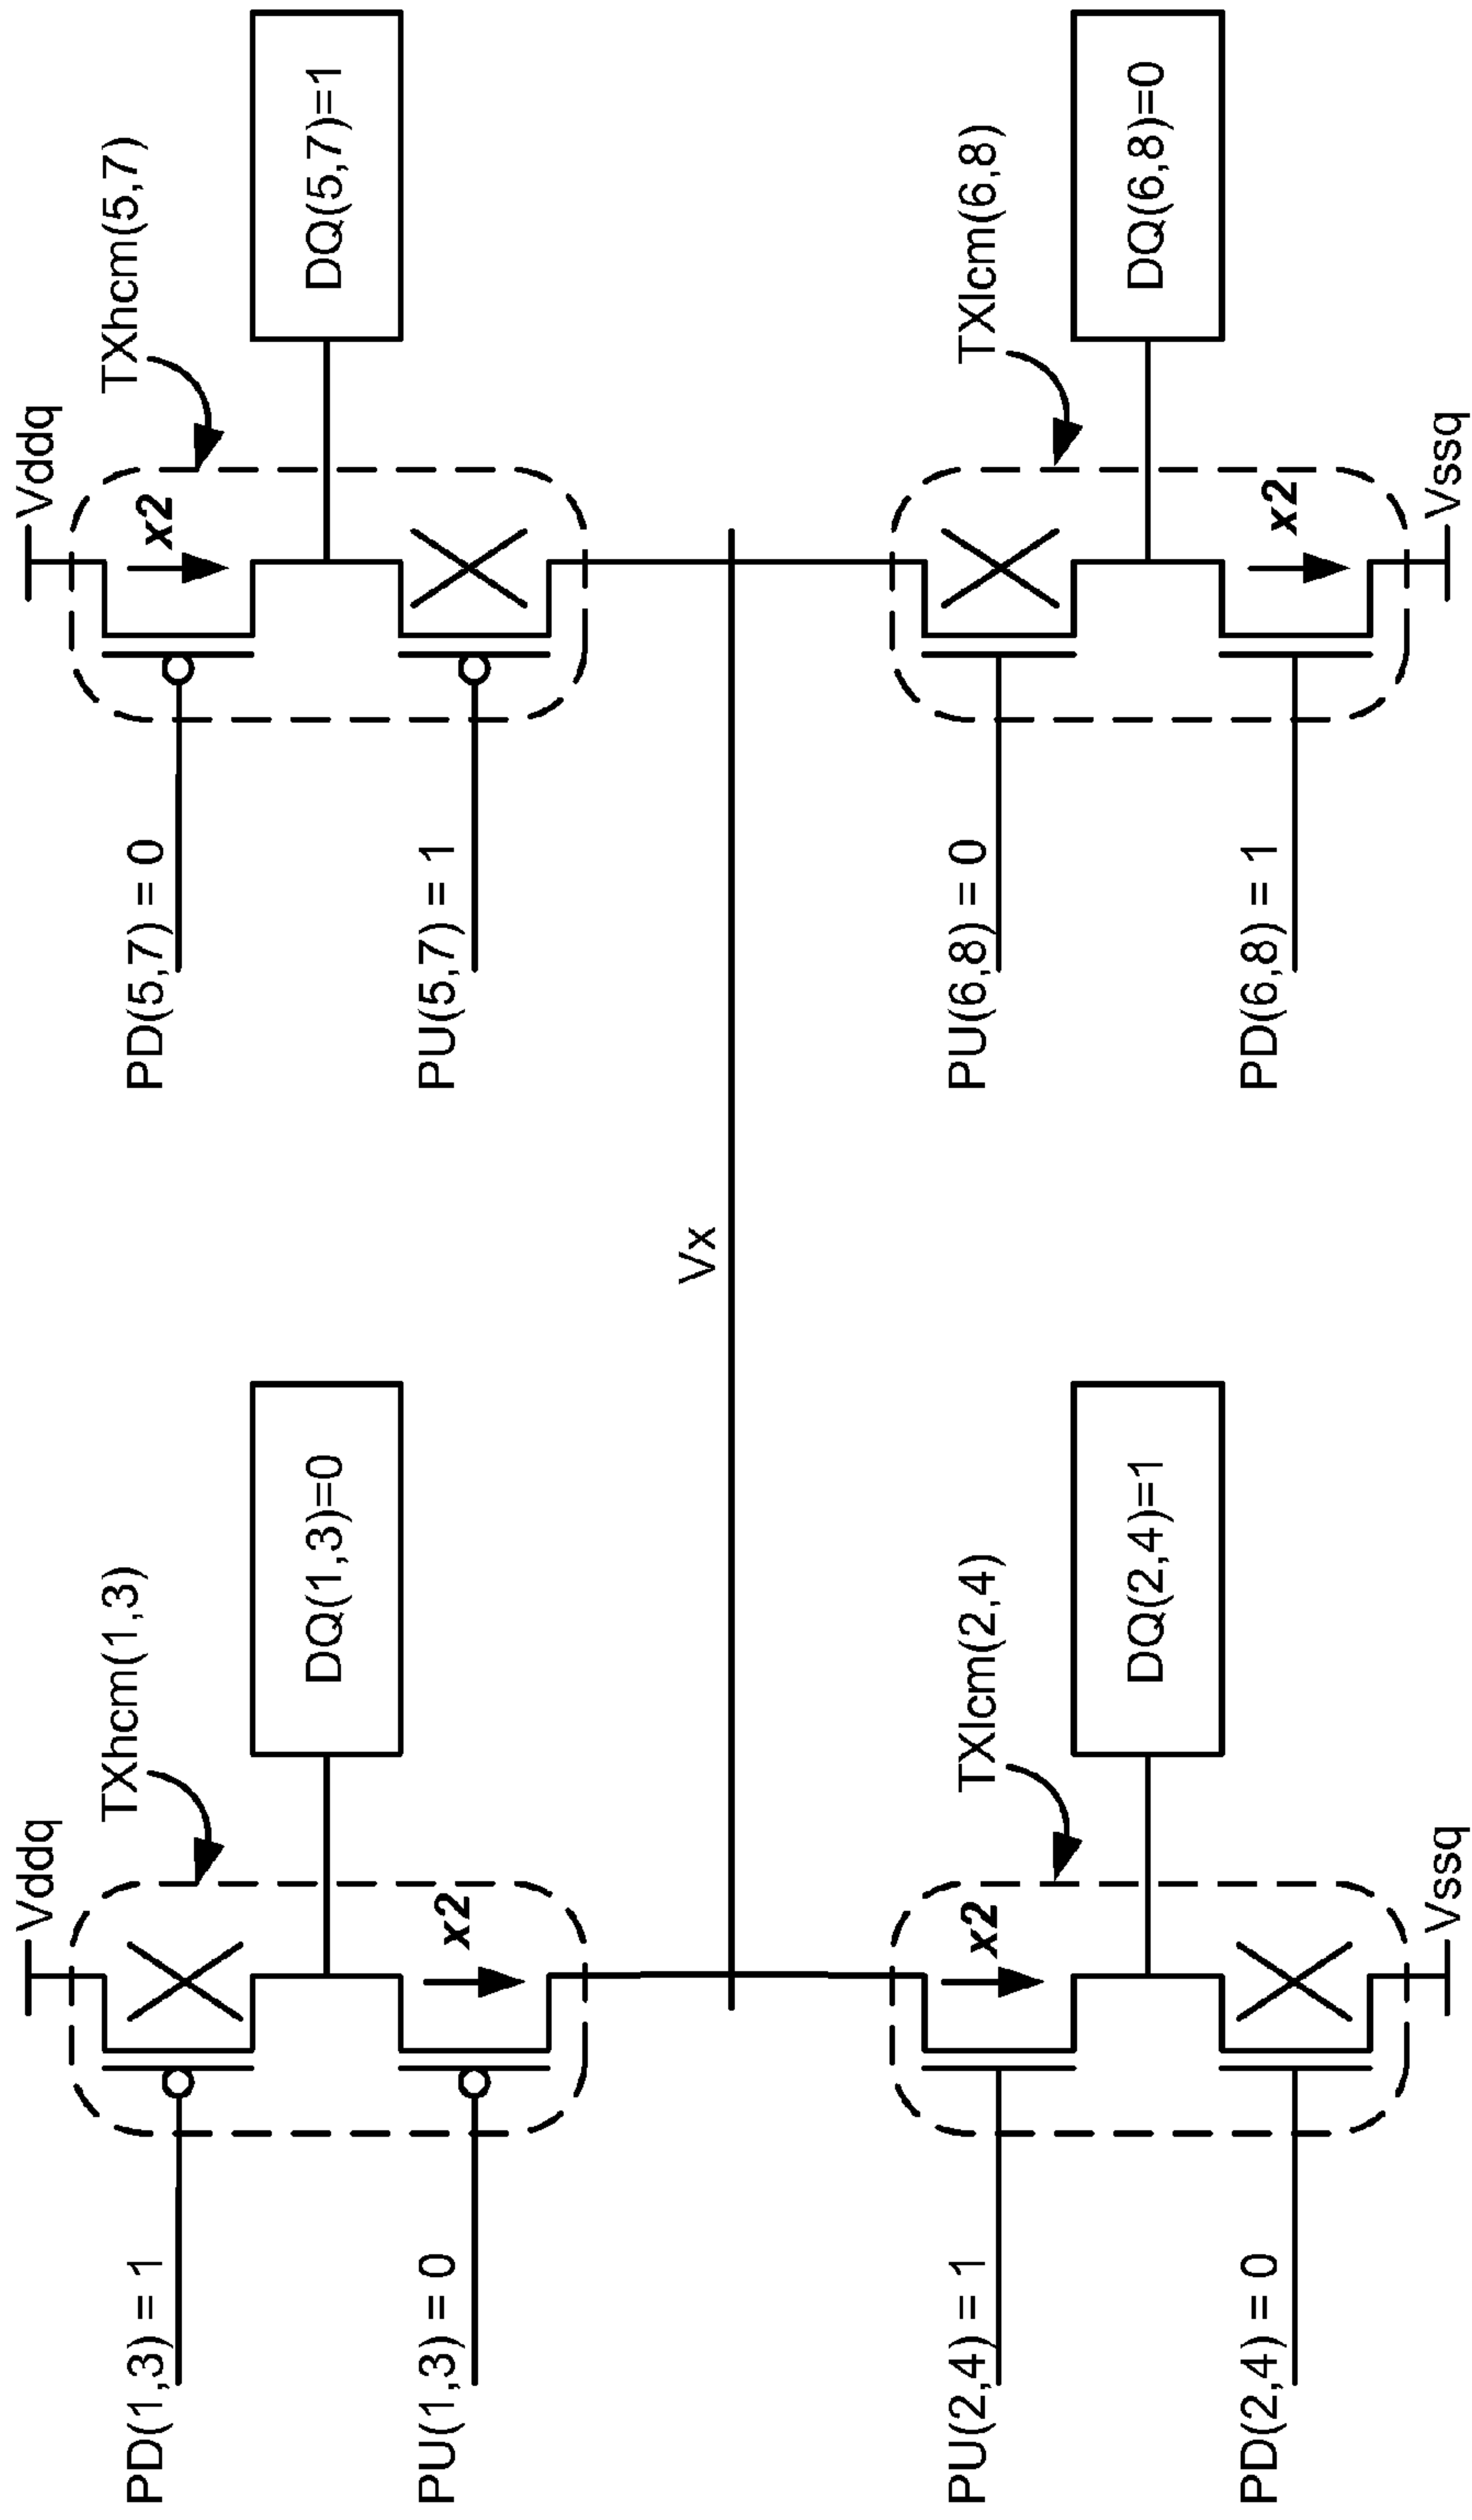 Vddq
TXhcm(1,3)
PD(1,3) = 1
DQ(1,3)=0
PU(1,3) = 0
x2
Vddq
TXhcm(5,7)
PD(5,7) = 0
x2
DQ(5,7)=1
PU(5,7) = 1
Vx
TXlcm(2,4)
PU(2,4) = 1
x2
DQ(2,4)=1
PD(2,4) = 0
Vssq
TXlcm(6,8)
PU(6,8) = 0
DQ(6,8)=0
PD(6,8) = 1
x2
Vssq